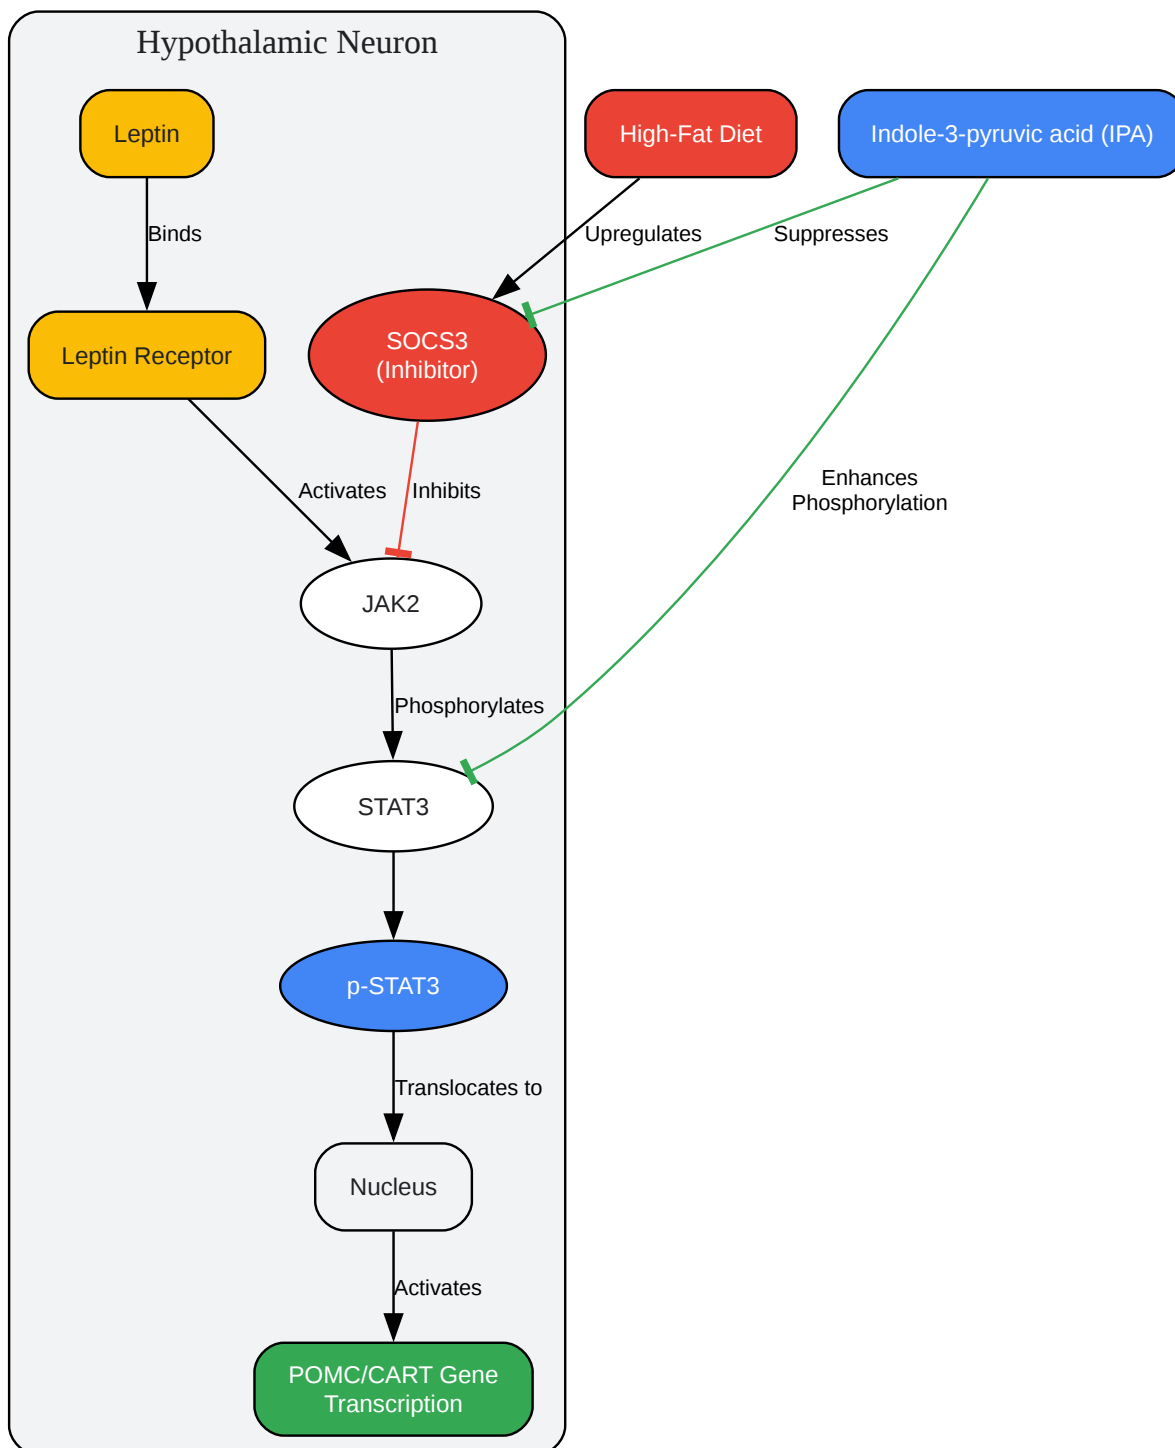 Hypothalamic Neuron
Leptin
High-Fat Diet
Indole-3-pyruvic acid (IPA)
Binds
Upregulates
Suppresses
Leptin Receptor
SOCS3
(Inhibitor)
Activates
Inhibits
Enhances
Phosphorylation
JAK2
Phosphorylates
STAT3
p-STAT3
Translocates to
Nucleus
Activates
POMC/CART Gene
Transcription